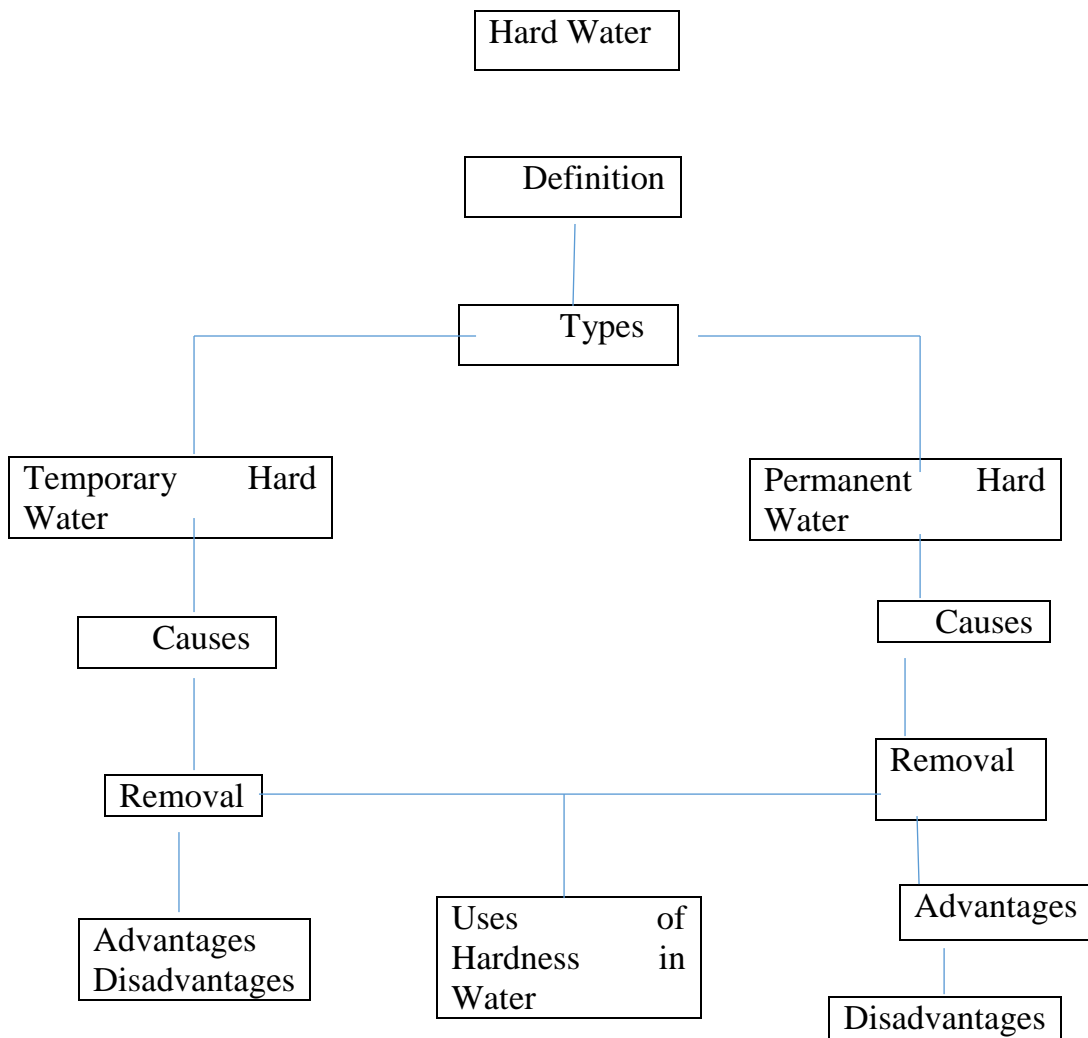 Hard Water
Definition
Types
Temporary Hard
Water
Permanent Hard
Water
Causes
Causes
Removal
Removal
Advantages
Disadvantages
Uses of
Hardness in
Water
Advantages
Disadvantages